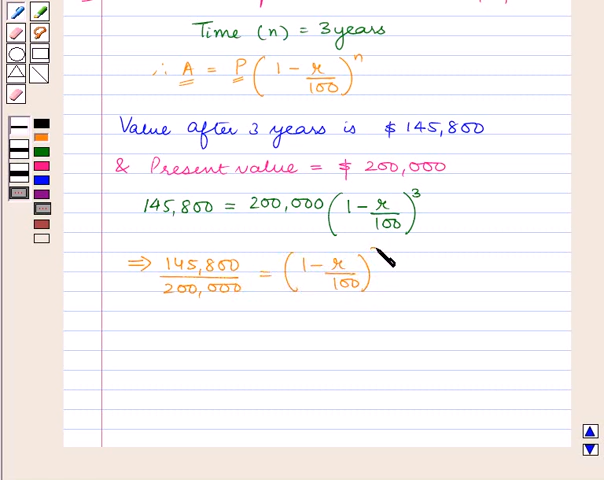 Time (n) = 3 years
∴ A = P (1 - r/100)^n
Value after 3 years is $ 145,800
& Present value = $ 200,000
145,800 = 200,000 (1 - r/100)^3
⇒ 145,800/200,000 = (1 - r/100)